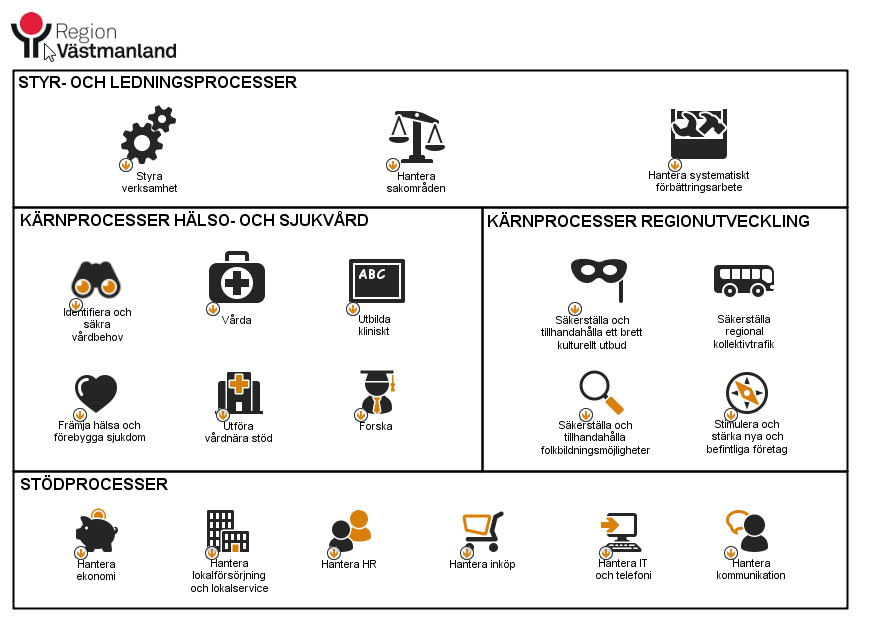 Region
Västmanland
STYR- OCH LEDNINGSPROCESSER
Styra
verksamhet
Hantera
sakområden
Hantera systematiskt
förbättringsarbete
KÄRNPROCESSER HÄLSO- OCH SJUKVÅRD
Identifiera och
säkra
vårdbehov
Vårda
ABC
Utbilda
kliniskt
Främja hälsa och
förebygga sjukdom
Utföra
vårdnära stöd
Forska
KÄRNPROCESSER REGIONUTVECKLING
Säkerställa och
tillhandahålla ett brett
kulturellt utbud
Säkerställa
regional
kollektivtrafik
Säkerställa och
tillhandahålla
folkbildningsmöjligheter
Stimulera och
stärka nya och
befintliga företag
STÖDPROCESSER
Hantera
ekonomi
Hantera
lokalförsörjning
och lokalservice
Hantera HR
Hantera inköp
Hantera IT
och telefoni
Hantera
kommunikation